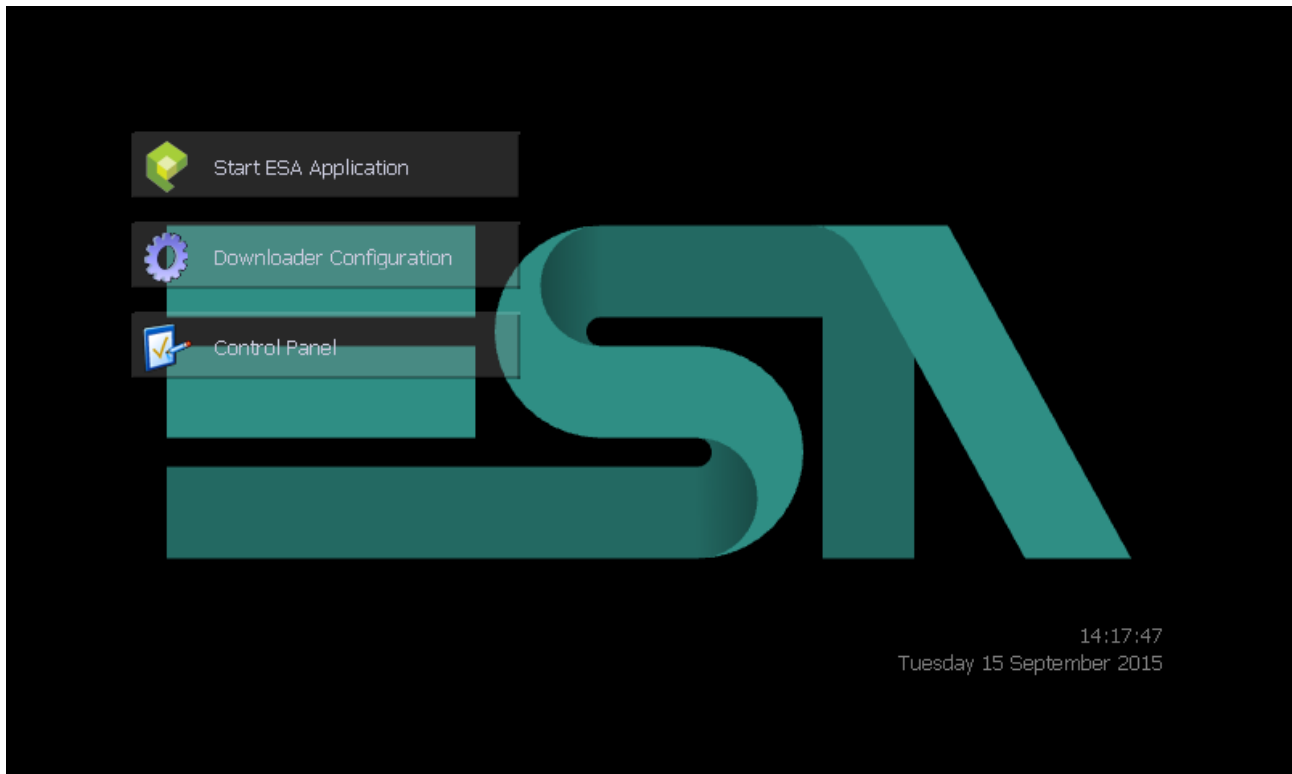 Start ESA Application
Downloader Configuration
Control Panel
ESA
14:17:47
Tuesday 15 September 2015